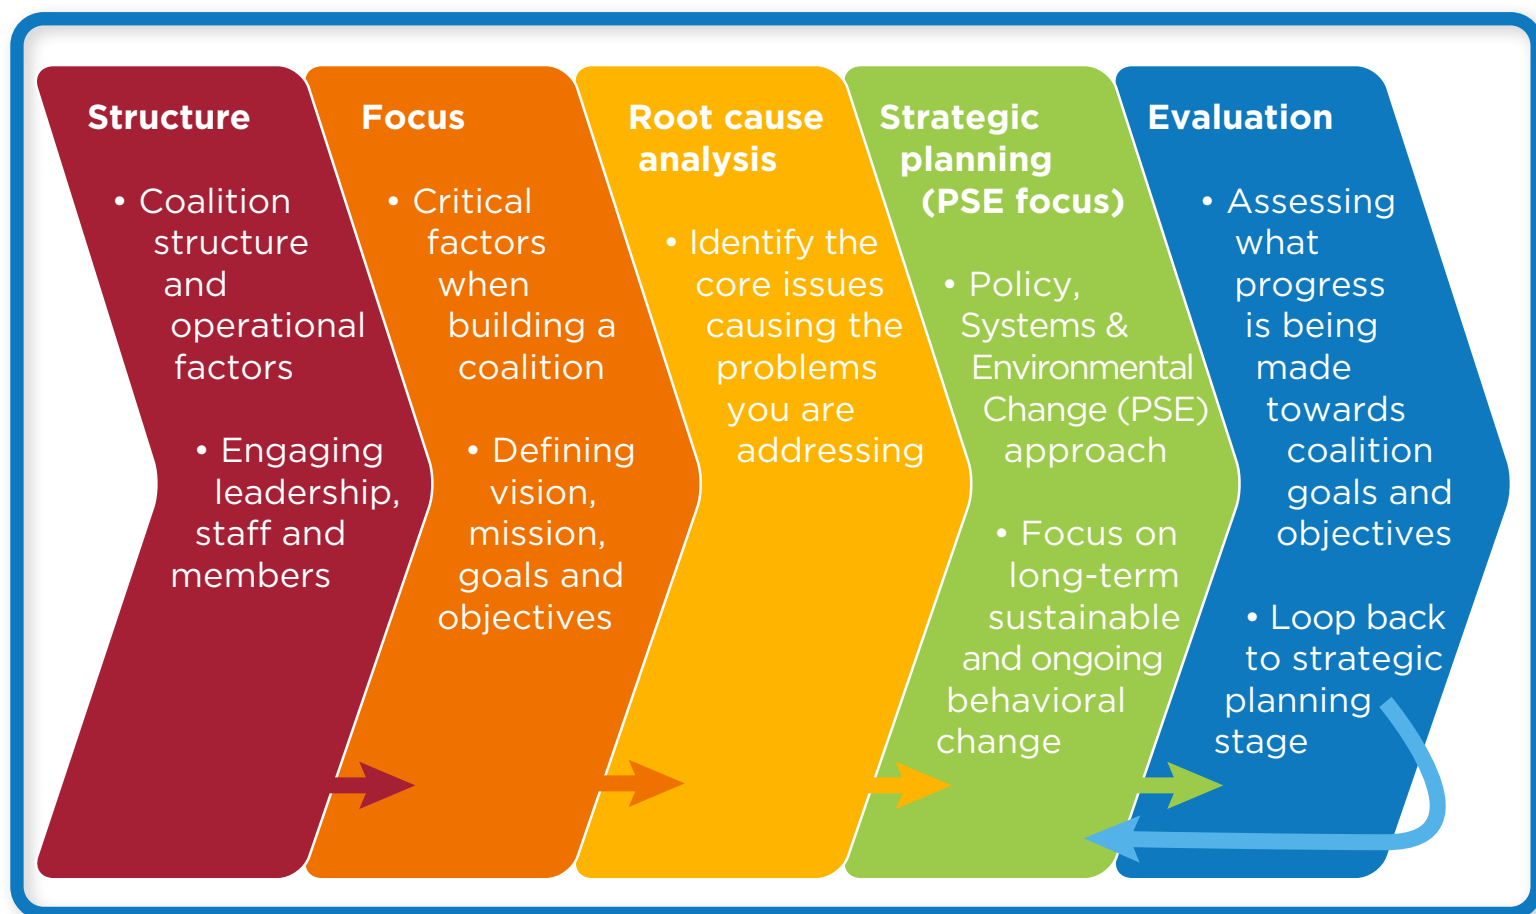 Structure
• Coalition
structure
and
operational
factors
• Engaging
leadership,
staff and
members
Focus
• Critical
factors
when
building a
coalition
• Defining
vision,
mission,
goals and
objectives
Root cause
analysis
• Identify the
core issues
causing the
problems
you are
addressing
Strategic
planning
(PSE focus)
• Policy,
Systems &
Environmental
Change (PSE)
approach
• Focus on
long-term
sustainable
and ongoing
behavioral
change
Evaluation
• Assessing
what
progress
is being
made
towards
coalition
goals and
objectives
• Loop back
to strategic
planning
stage